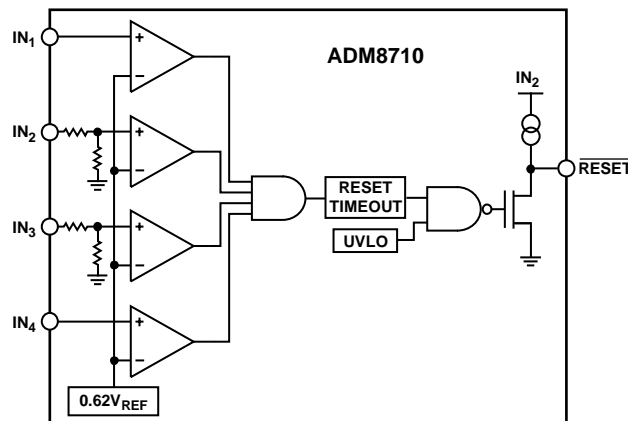 ADM8710
IN1
IN2
IN3
IN4
+
−
+
−
+
−
+
−
0.62VREF
RESET
TIMEOUT
UVLO
IN2
RESET